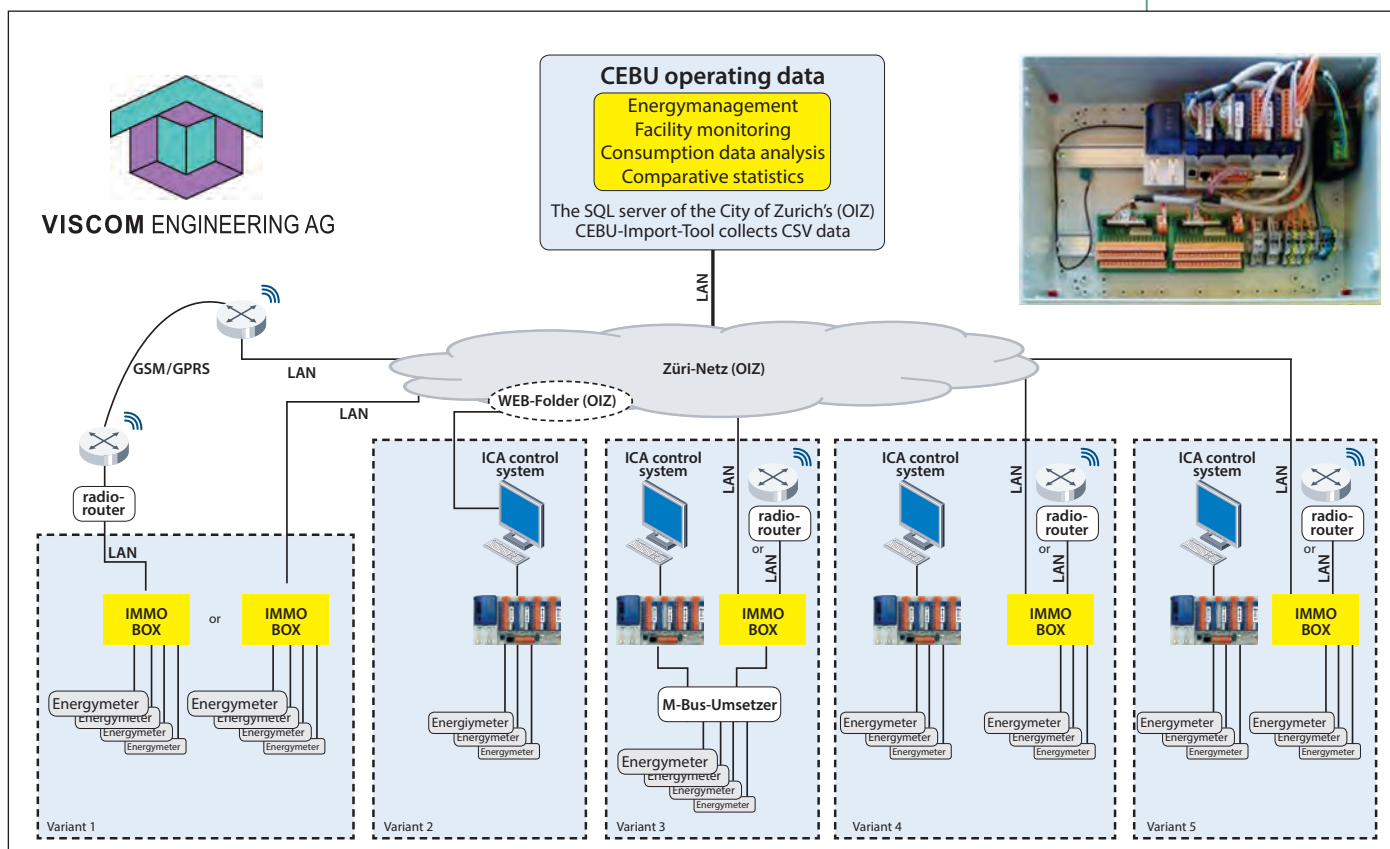 CEBU operating data
Energymanagement
Facility monitoring
Consumption data analysis
Comparative statistics
The SQL server of the City of Zurich's (OIZ)
CEBU-Import-Tool collects CSV data
VISCOM ENGINEERING AG
LAN
GSM/GPRS
LAN
LAN
Züri-Netz (OIZ)
WEB-Folder (OIZ)
radio-
router
LAN
IMMO
BOX
or
IMMO
BOX
Energymeter
Energymeter
Energymeter
Energymeter
Energymeter
Energymeter
Energymeter
Energymeter
Variant 1
ICA control
system
Energiymeter
Energymeter
Energymeter
Variant 2
ICA control
system
LAN
radio-
router
or
LAN
IMMO
BOX
M-Bus-Umsetzer
Energymeter
Energymeter
Energymeter
Energymeter
Variant 3
ICA control
system
LAN
radio-
router
or
LAN
IMMO
BOX
Energymeter
Energymeter
Energymeter
Energymeter
Energymeter
Energymeter
Variant 4
ICA control
system
LAN
radio-
router
or
LAN
IMMO
BOX
Energymeter
Energymeter
Energymeter
Energymeter
Energymeter
Energymeter
Variant 5